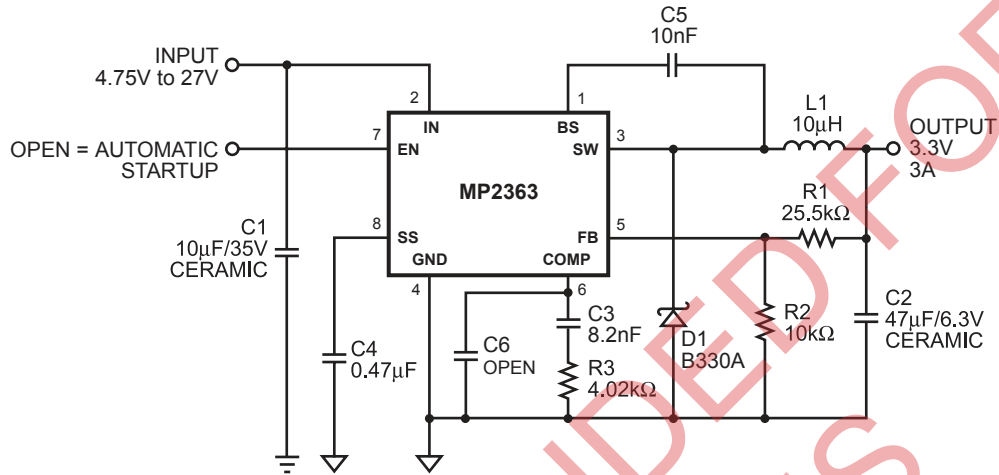 C5
10nF
INPUT
4.75V to 27V
2
IN
1
BS
L1
10µH
OUTPUT
3.3V
3A
OPEN = AUTOMATIC
STARTUP
7
EN
3
SW
MP2363
R1
25.5kΩ
8
SS
5
FB
C1
10µF/35V
CERAMIC
GND
4
COMP
6
C3
8.2nF
C6
OPEN
R3
4.02kΩ
C4
0.47µF
D1
B330A
R2
10kΩ
C2
47µF/6.3V
CERAMIC
NDED FOR